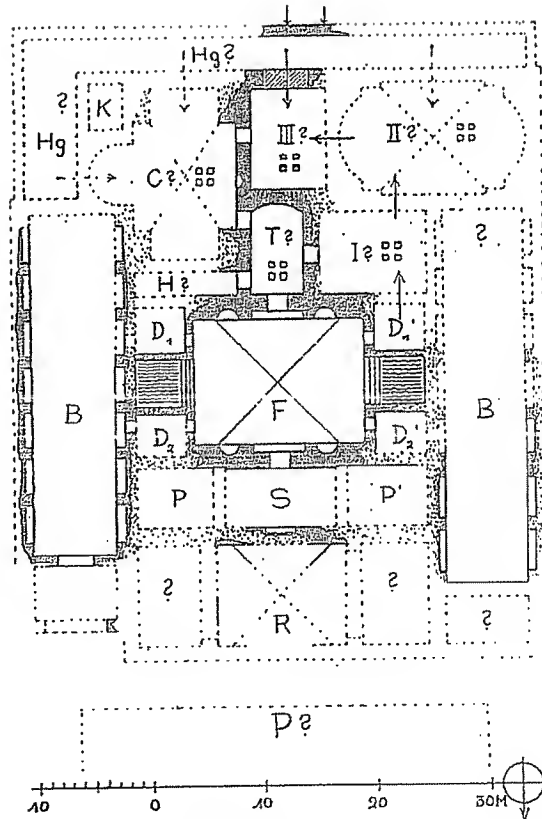 Hg?
?
K
Hg
C?
III?
II?
T?
I?
?
H?
D₁
D₁'
B
F
B
D₂
D₂'
P
S
P'
?
R
?
?
P?
10 0 10 20 30M